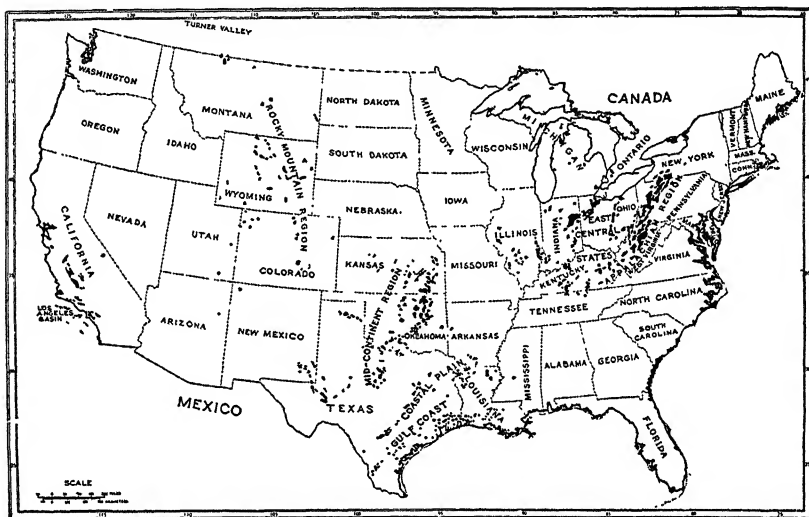 TURNER VALLEY
WASHINGTON
MONTANA
NORTH DAKOTA
MINNESOTA
CANADA
MAINE
OREGON
IDAHO
ROCKY MOUNTAIN REGION
SOUTH DAKOTA
WISCONSIN
MICHIGAN
ONTARIO
VERMONT
NEW YORK
MASS.
CONN.
WYOMING
NEBRASKA
IOWA
CALIFORNIA
NEVADA
UTAH
COLORADO
KANSAS
MISSOURI
ILLINOIS
INDIANA
EAST
CENTRAL
STATES
OHIO
PENNSYLVANIA
KENTUCKY
VIRGINIA
LOS
ANGELES
BASIN
ARIZONA
NEW MEXICO
MID-CONTINENT REGION
OKLAHOMA
ARKANSAS
TENNESSEE
NORTH CAROLINA
SOUTH
CAROLINA
MISSISSIPPI
ALABAMA
GEORGIA
MEXICO
TEXAS
COASTAL PLAIN
LOUISIANA
GULF COAST
FLORIDA
SCALE